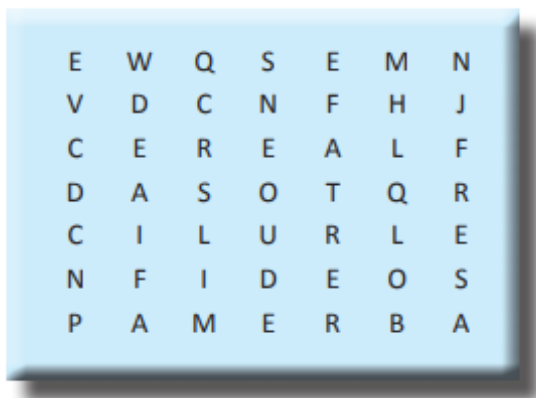 E W Q S E M N
V D C N F H J
C E R E A L F
D A S O T Q R
C I L U R L E
N F I D E O S
P A M E R B A